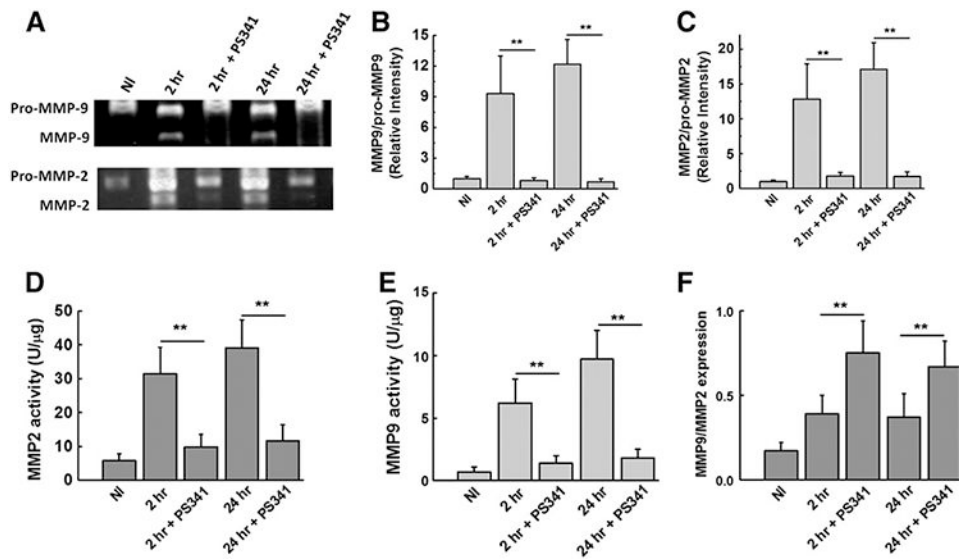 A
NI
2 hr
2 hr + PS341
24 hr
24 hr + PS341
Pro-MMP-9
MMP-9
Pro-MMP-2
MMP-2
B
MMP9/pro-MMP9
(Relative Intensity)
15
12
9
6
3
0
**
**
NI
2 hr
2 hr + PS341
24 hr
24 hr + PS341
C
MMP2/pro-MMP2
(Relative Intensity)
20
15
10
5
0
**
**
NI
2 hr
2 hr + PS341
24 hr
24 hr + PS341
D
MMP2 activity (U/μg)
50
40
30
20
10
0
**
**
NI
2 hr
2 hr + PS341
24 hr
24 hr + PS341
E
MMP9 activity (U/μg)
15
10
5
0
**
**
NI
2 hr
2 hr + PS341
24 hr
24 hr + PS341
F
MMP9/MMP2 expression
1.0
0.5
0.0
**
**
NI
2 hr
2 hr + PS341
24 hr
24 hr + PS341